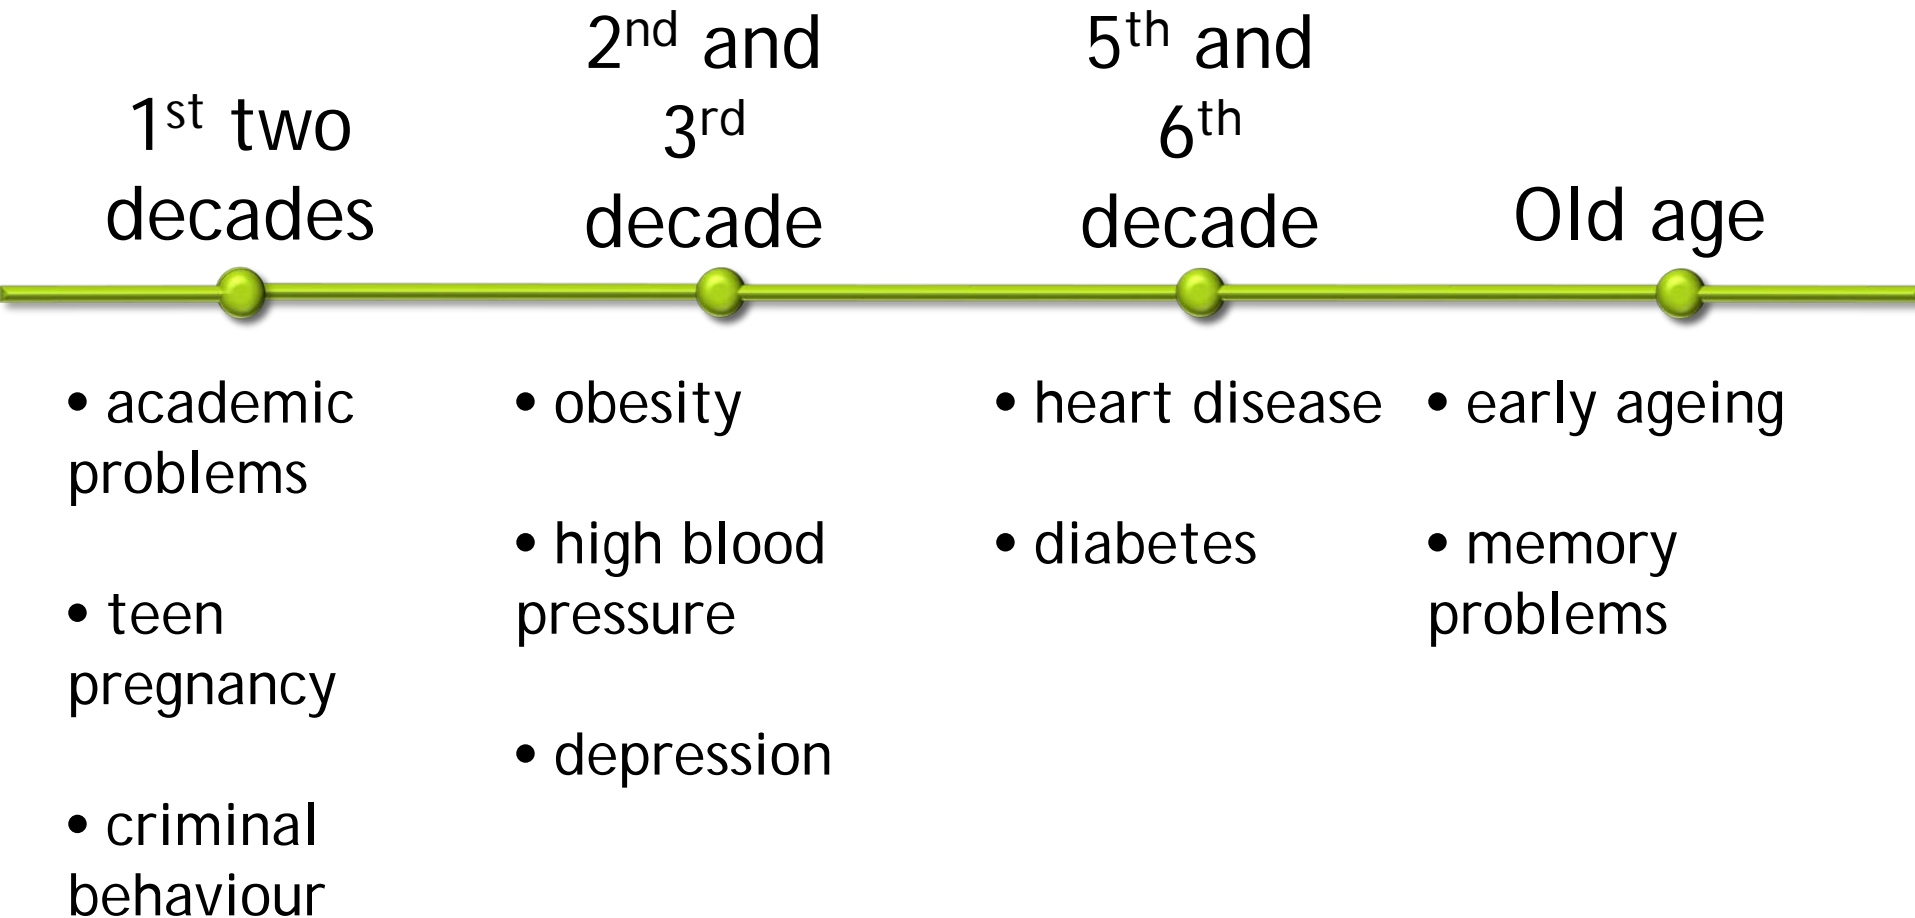 1st two
decades
• academic
problems
• teen
pregnancy
• criminal
behaviour
2nd and
3rd
decade
• obesity
• high blood
pressure
• depression
5th and
6th
decade
• heart disease
• diabetes
Old age
• early ageing
• memory
problems